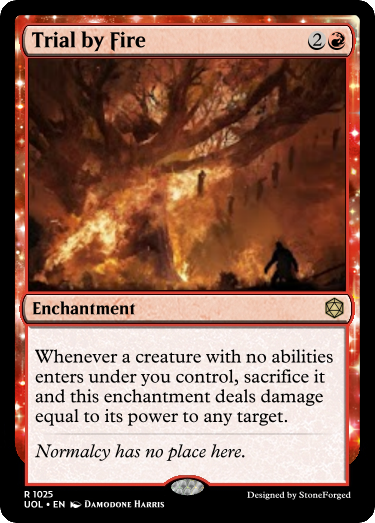 Trial by Fire 2
Enchantment
Whenever a creature with no abilities
enters under you control, sacrifice it
and this enchantment deals damage
equal to its power to any target.
Normalcy has no place here.
R 1025
UOL • EN Damodone Harris
Designed by StoneForged